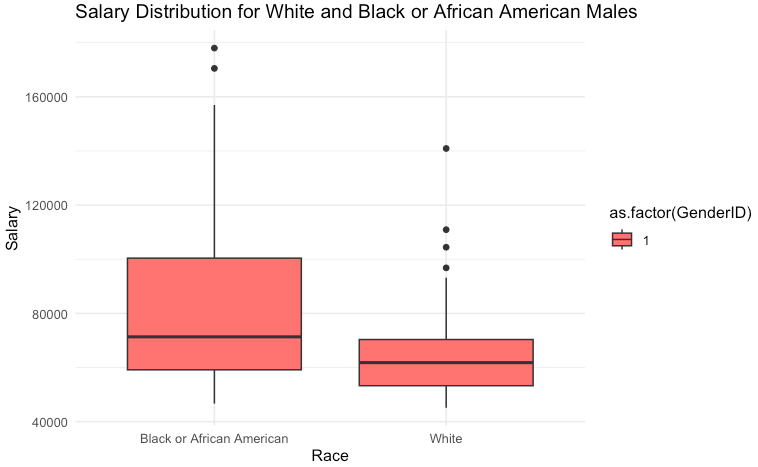 Salary Distribution for White and Black or African American Males
Salary
160000
120000
80000
40000
Black or African American
White
Race
as.factor(GenderID)
1